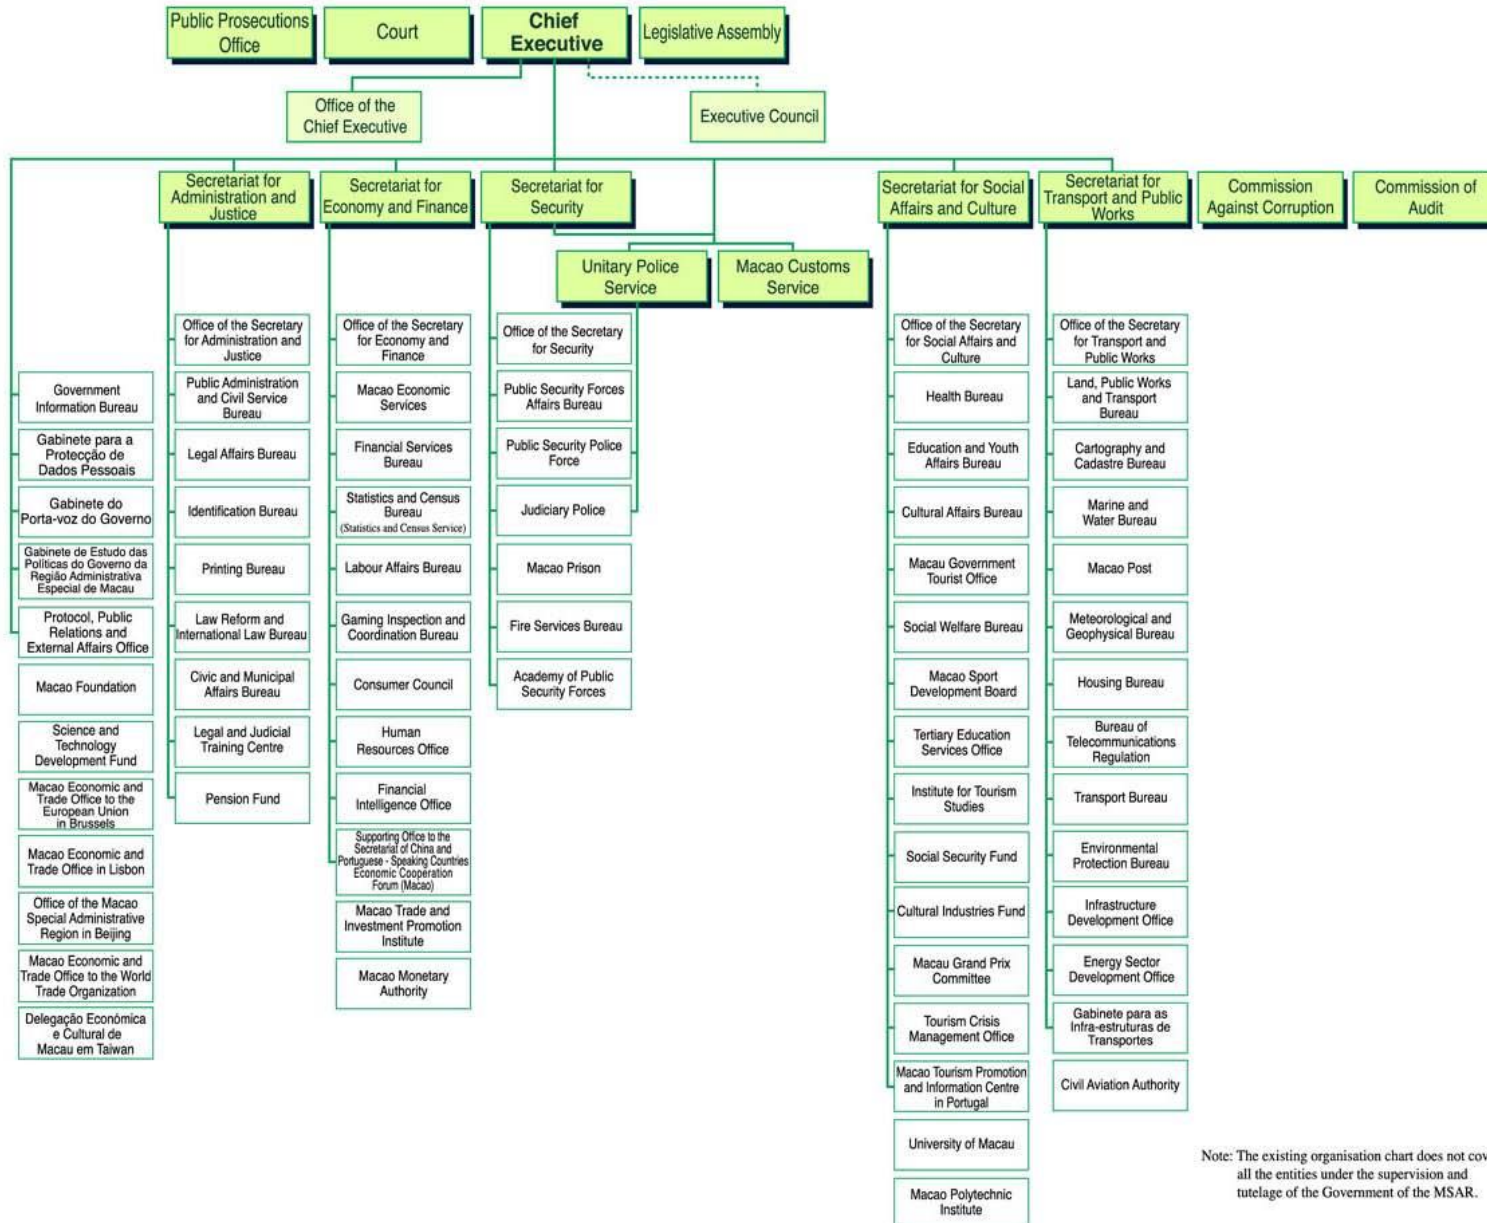 Public Prosecutions
Office
Court
Chief
Executive
Legislative Assembly
Office of the
Chief Executive
Executive Council
Secretariat for
Administration and
Justice
Secretariat for
Economy and Finance
Secretariat for
Security
Secretariat for Social
Affairs and Culture
Secretariat for
Transport and Public
Works
Commission
Against Corruption
Commission of
Audit
Unitary Police
Service
Macao Customs
Service
Government
Information Bureau
Gabinete para a
Protecção de
Dados Pessoais
Gabinete do
Porta-voz do Governo
Gabinete de Estudo das
Políticas do Governo da
Região Administrativa
Especial de Macau
Protocol, Public
Relations and
External Affairs Office
Macao Foundation
Science and
Technology
Development Fund
Macao Economic and
Trade Office to the
European Union
in Brussels
Macao Economic and
Trade Office in Lisbon
Office of the Macao
Special Administrative
Region in Beijing
Macao Economic and
Trade Office to the World
Trade Organization
Delegação Económica
e Cultural de
Macau em Taiwan
Office of the Secretary
for Administration and
Justice
Public Administration
and Civil Service
Bureau
Legal Affairs Bureau
Identification Bureau
Printing Bureau
Law Reform and
International Law Bureau
Civic and Municipal
Affairs Bureau
Legal and Judicial
Training Centre
Pension Fund
Office of the Secretary
for Economy and
Finance
Macao Economic
Services
Financial Services
Bureau
Statistics and Census
Bureau
(Statistics and Census Service)
Labour Affairs Bureau
Gaming Inspection and
Coordination Bureau
Consumer Council
Human
Resources Office
Financial
Intelligence Office
Supporting Office to the
Secretariat of China and
Portuguese - Speaking Countries
Economic Cooperation
Forum (Macao)
Macao Trade and
Investment Promotion
Institute
Macao Monetary
Authority
Office of the Secretary
for Security
Public Security Forces
Affairs Bureau
Public Security Police
Force
Judiciary Police
Macao Prison
Fire Services Bureau
Academy of Public
Security Forces
Office of the Secretary
for Social Affairs and
Culture
Health Bureau
Education and Youth
Affairs Bureau
Cultural Affairs Bureau
Macau Government
Tourist Office
Social Welfare Bureau
Macao Sport
Development Board
Tertiary Education
Services Office
Institute for Tourism
Studies
Social Security Fund
Cultural Industries Fund
Macau Grand Prix
Committee
Tourism Crisis
Management Office
Macao Tourism Promotion
and Information Centre
in Portugal
University of Macau
Macao Polytechnic
Institute
Office of the Secretary
for Transport and
Public Works
Land, Public Works
and Transport
Bureau
Cartography and
Cadastre Bureau
Marine and
Water Bureau
Macao Post
Meteorological and
Geophysical Bureau
Housing Bureau
Bureau of
Telecommunications
Regulation
Transport Bureau
Environmental
Protection Bureau
Infrastructure
Development Office
Energy Sector
Development Office
Gabinete para as
Infra-estruturas de
Transportes
Civil Aviation Authority
Note: The existing organisation chart does not cov
all the entities under the supervision and
tutelage of the Government of the MSAR.